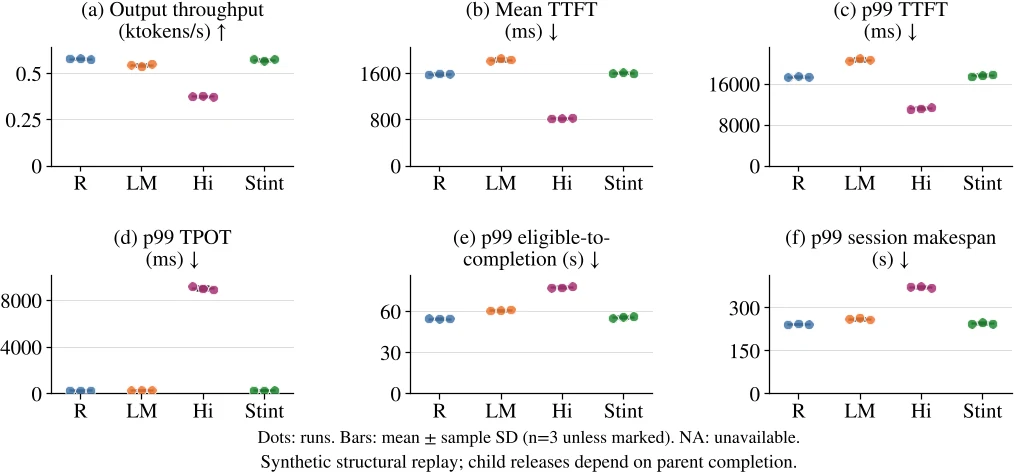 (a) Output throughput
(ktokens/s) ↑
0.5
0.25
0
R LM Hi Stint
(b) Mean TTFT
(ms) ↓
1600
800
0
R LM Hi Stint
(c) p99 TTFT
(ms) ↓
16000
8000
0
R LM Hi Stint
(d) p99 TPOT
(ms) ↓
8000
4000
0
R LM Hi Stint
(e) p99 eligible-to-
completion (s) ↓
60
30
0
R LM Hi Stint
(f) p99 session makespan
(s) ↓
300
150
0
R LM Hi Stint
Dots: runs. Bars: mean ± sample SD (n=3 unless marked). NA: unavailable.
Synthetic structural replay; child releases depend on parent completion.